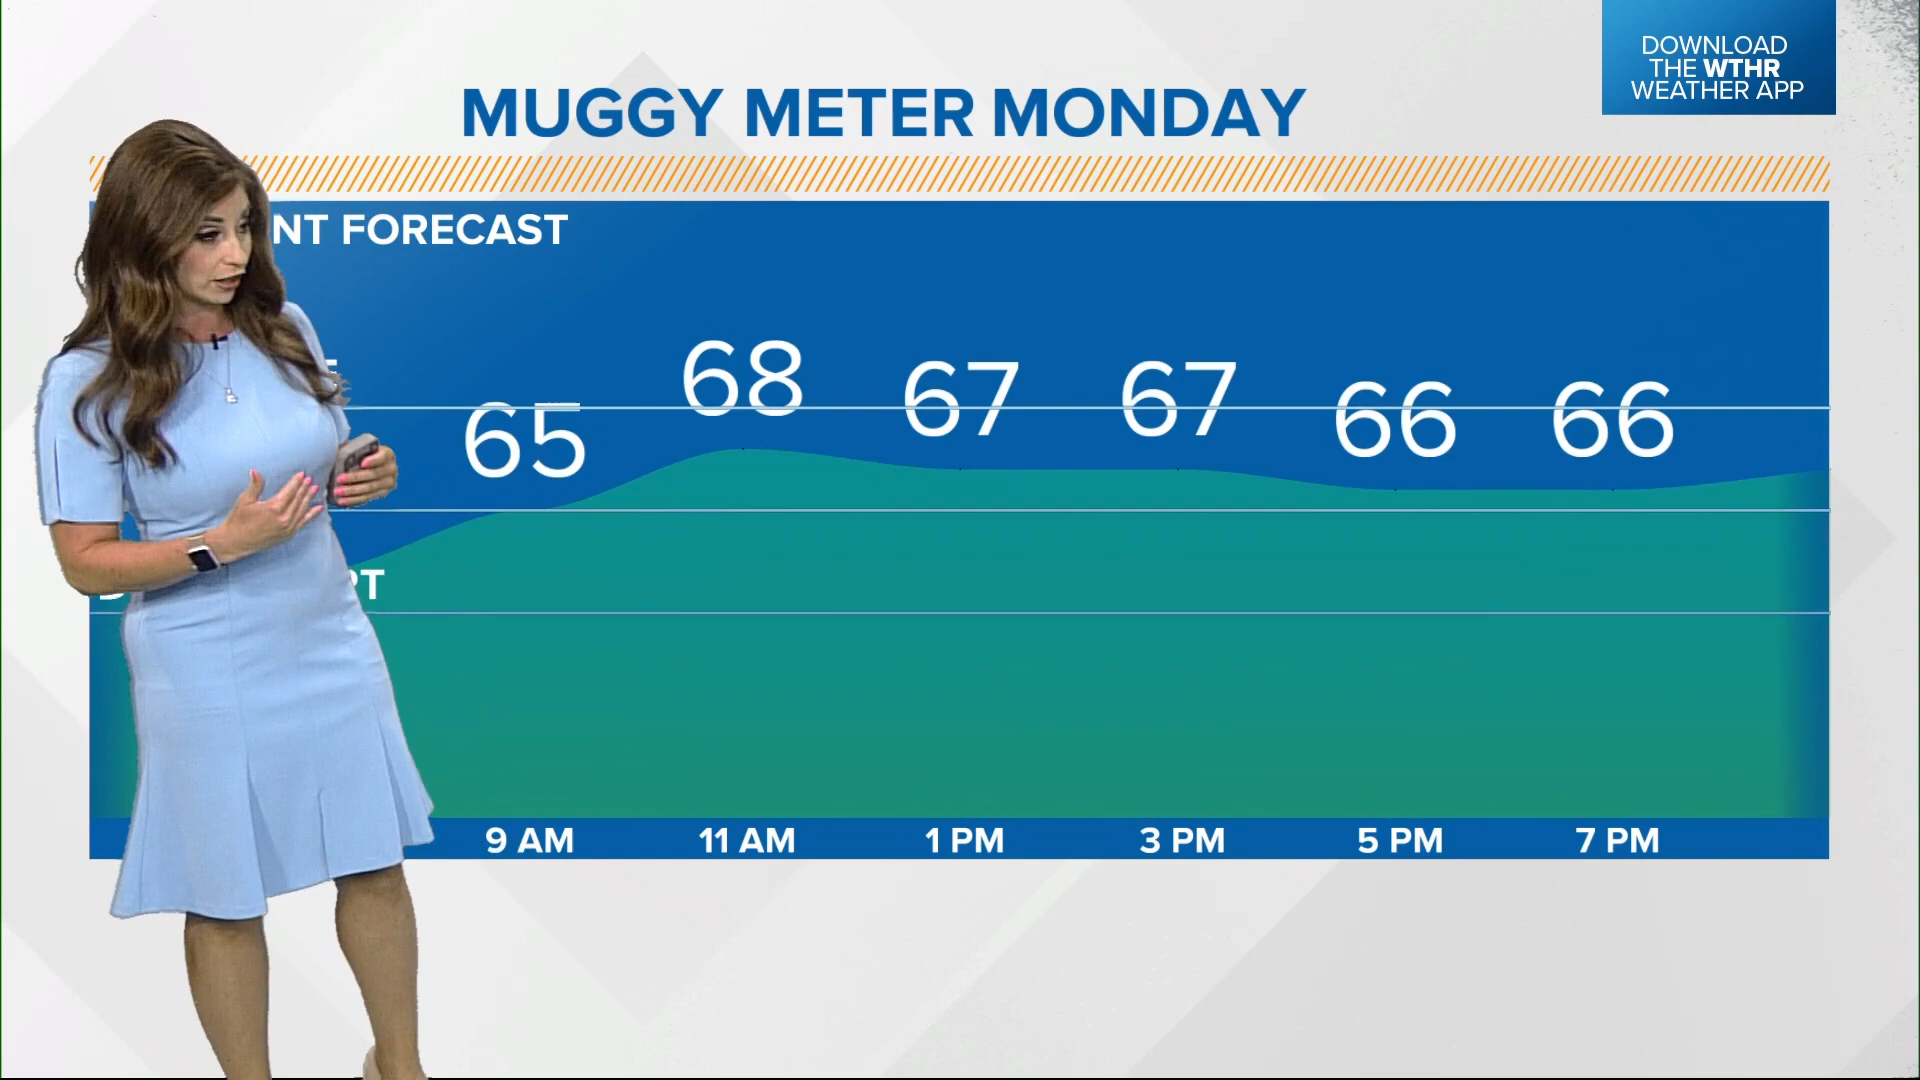 DOWNLOAD
THE WTHR
WEATHER APP
MUGGY METER MONDAY
NT FORECAST
65 68 67 67 66 66
9 AM 11 AM 1 PM 3 PM 5 PM 7 PM